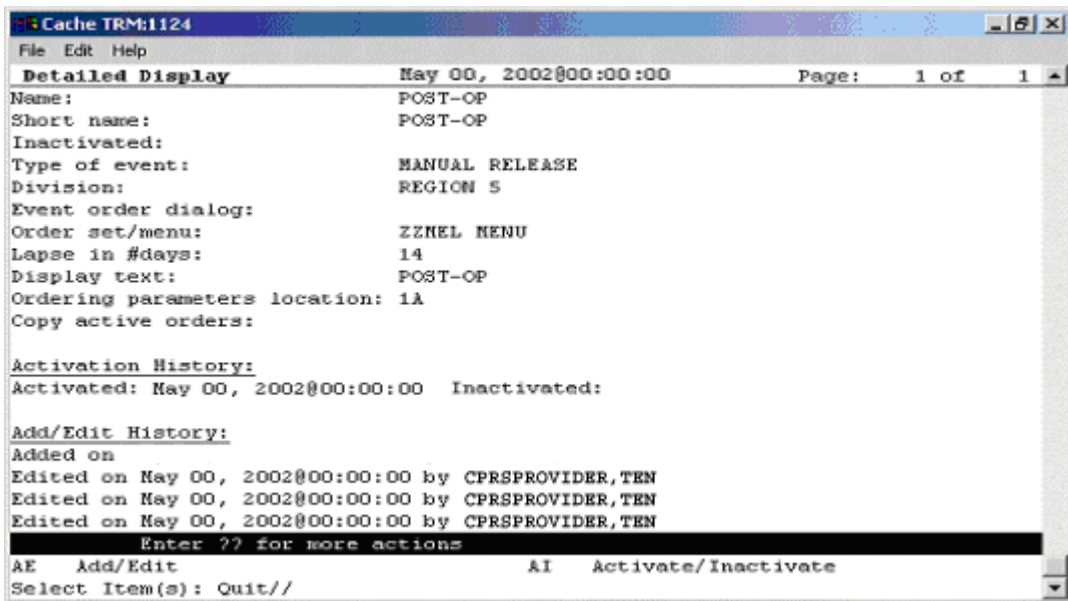 Cache TRM:1124
File Edit Help
Detailed Display May 00, 2002@00:00:00 Page: 1 of 1
Name: POST-OP
Short name: POST-OP
Inactivated:
Type of event: MANUAL RELEASE
Division: REGION 5
Event order dialog:
Order set/menu: ZZMEL MENU
Lapse in #days: 14
Display text: POST-OP
Ordering parameters location: 1A
Copy active orders:
Activation History:
Activated: May 00, 2002@00:00:00 Inactivated:
Add/Edit History:
Added on
Edited on May 00, 2002@00:00:00 by CPRSPROVIDER,TEN
Edited on May 00, 2002@00:00:00 by CPRSPROVIDER,TEN
Edited on May 00, 2002@00:00:00 by CPRSPROVIDER,TEN
Enter ?? for more actions
AE Add/Edit AI Activate/Inactivate
Select Item(s): Quit//